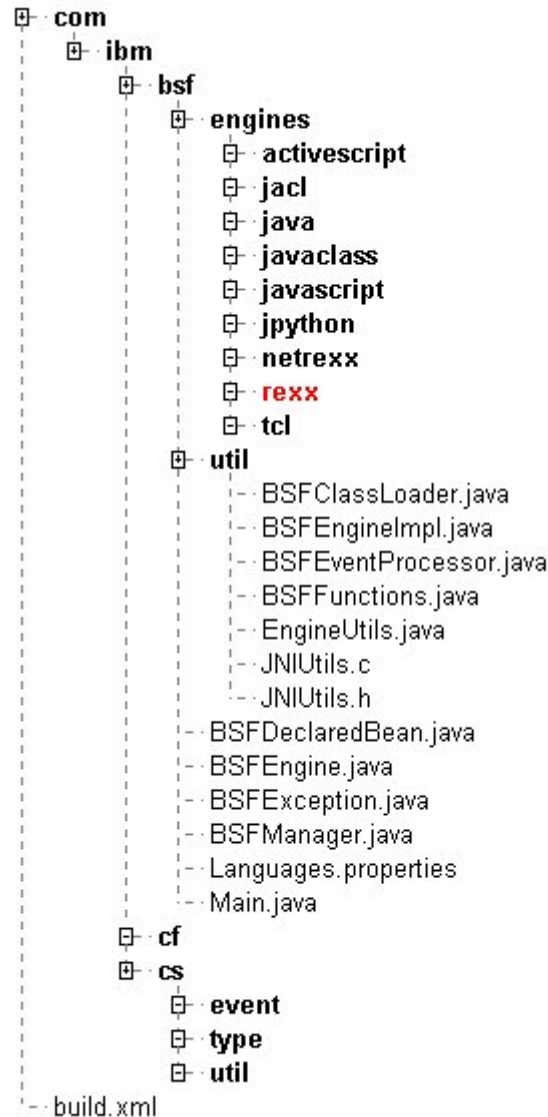 com
ibm
bsf
engines
activescript
jacl
java
javaclass
javascript
jpython
netrexx
rexx
tcl
util
BSFClassLoader.java
BSFEngineImpl.java
BSFEventProcessor.java
BSFFunctions.java
EngineUtils.java
JNIUtils.c
JNIUtils.h
BSFDeclaredBean.java
BSFEngine.java
BSFException.java
BSFManager.java
Languages.properties
Main.java
cf
cs
event
type
util
build.xml